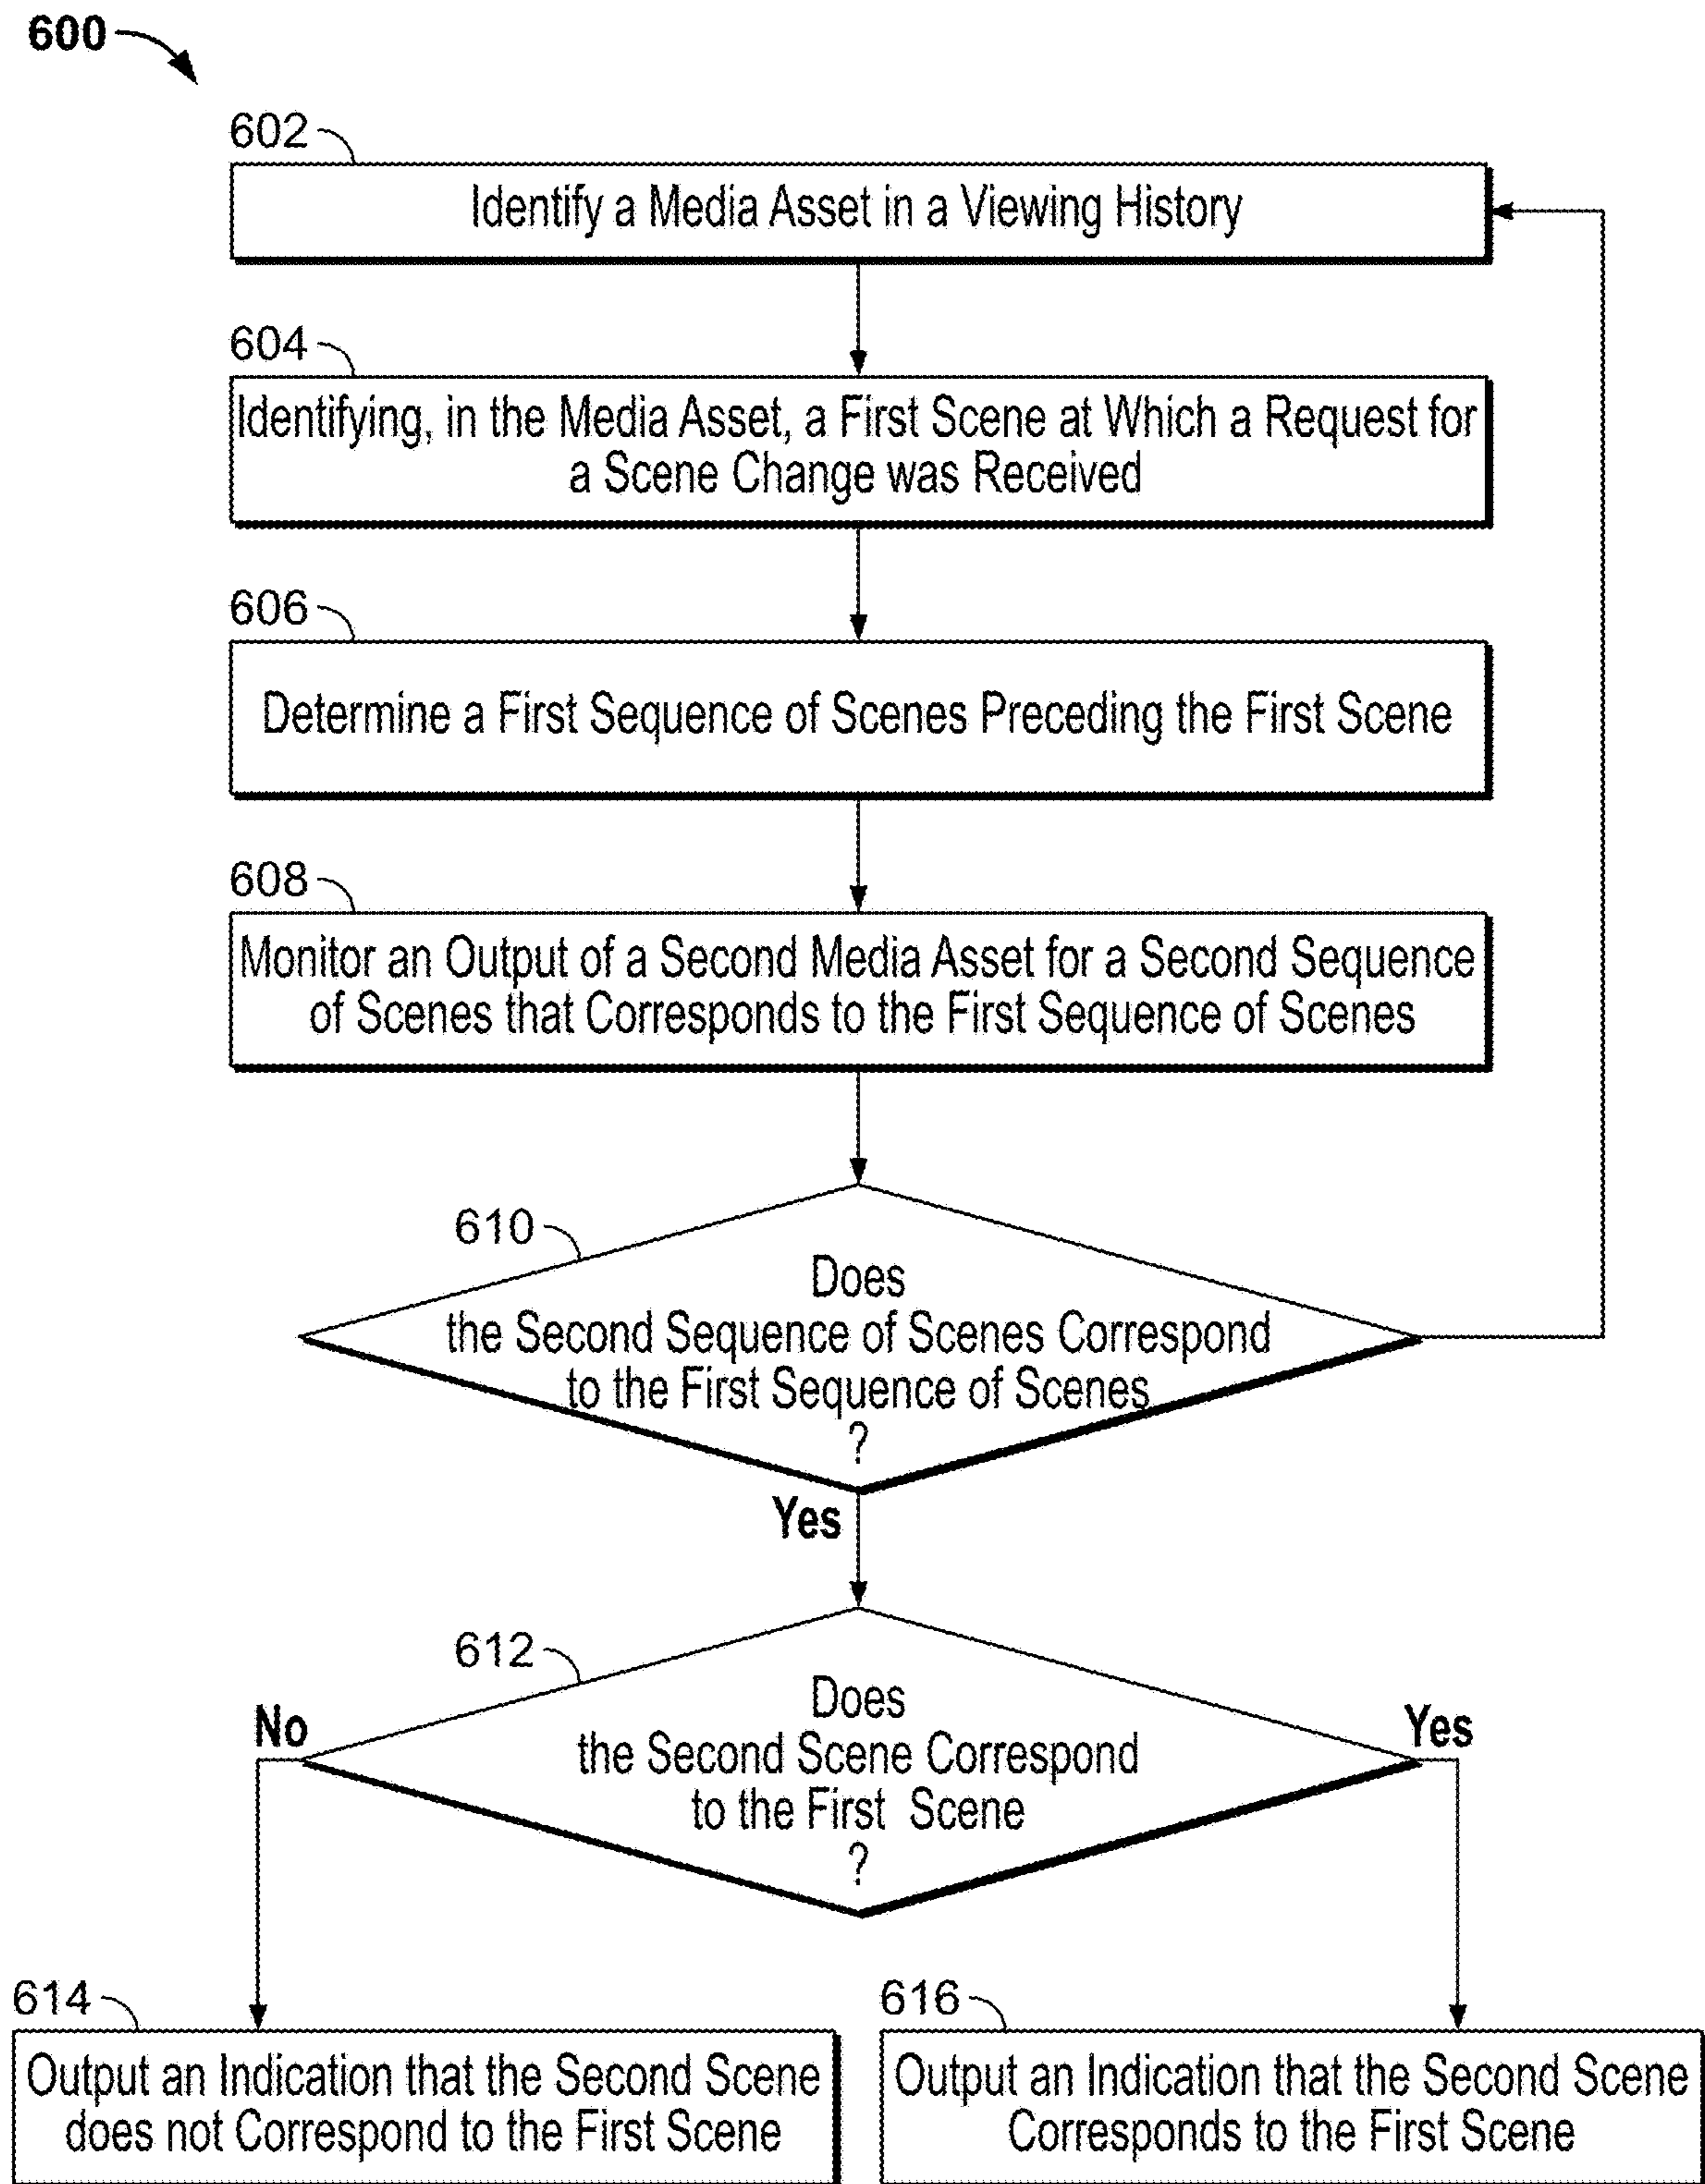 600
602
Identify a Media Asset in a Viewing History
604
Identifying, in the Media Asset, a First Scene at Which a Request for
a Scene Change was Received
606
Determine a First Sequence of Scenes Preceding the First Scene
608
Monitor an Output of a Second Media Asset for a Second Sequence
of Scenes that Corresponds to the First Sequence of Scenes
610
Does
the Second Sequence of Scenes Correspond
to the First Sequence of Scenes
?
Yes
612
Does
the Second Scene Correspond
to the First Scene
?
No
Yes
614
Output an Indication that the Second Scene
does not Correspond to the First Scene
616
Output an Indication that the Second Scene
Corresponds to the First Scene